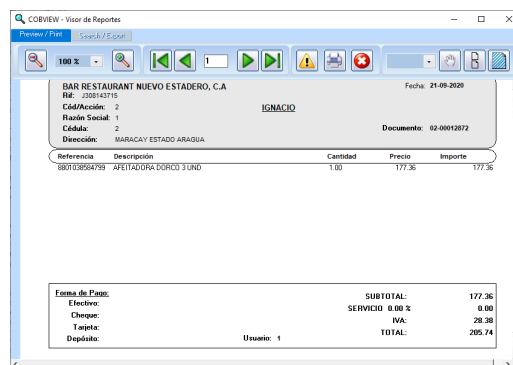 COBVIEW - Visor de Reportes
Preview / Print Search / Export
100 % 1
BAR RESTAURANT NUEVO ESTADERO, C.A Fecha: 21-09-2020
Rif: J308143715
Cód/Acción: 2 IGNACIO
Razón Social: 1
Cédula: 2 Documento: 02-00012872
Dirección: MARACAY ESTADO ARAGUA
Referencia Descripción Cantidad Precio Importe
8801038584799 AFEITADORA DORCO 3 UND 1.00 177.36 177.36
Forma de Pago: SUBTOTAL: 177.36
Efectivo: SERVICIO 0.00 % 0.00
Cheque: IVA: 28.38
Tarjeta: TOTAL: 205.74
Depósito: Usuario: 1